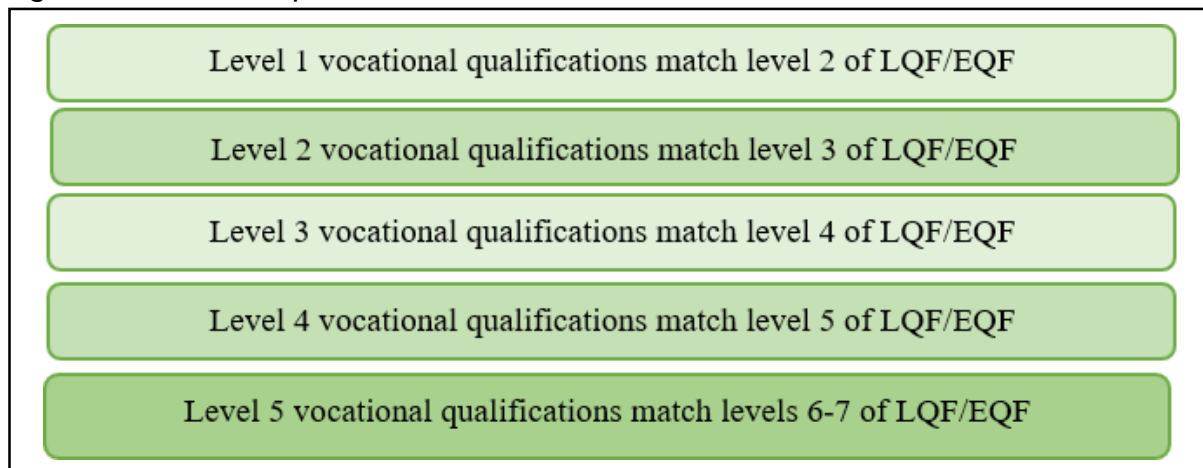 Level 1 vocational qualifications match level 2 of LQF/EQF
Level 2 vocational qualifications match level 3 of LQF/EQF
Level 3 vocational qualifications match level 4 of LQF/EQF
Level 4 vocational qualifications match level 5 of LQF/EQF
Level 5 vocational qualifications match levels 6-7 of LQF/EQF